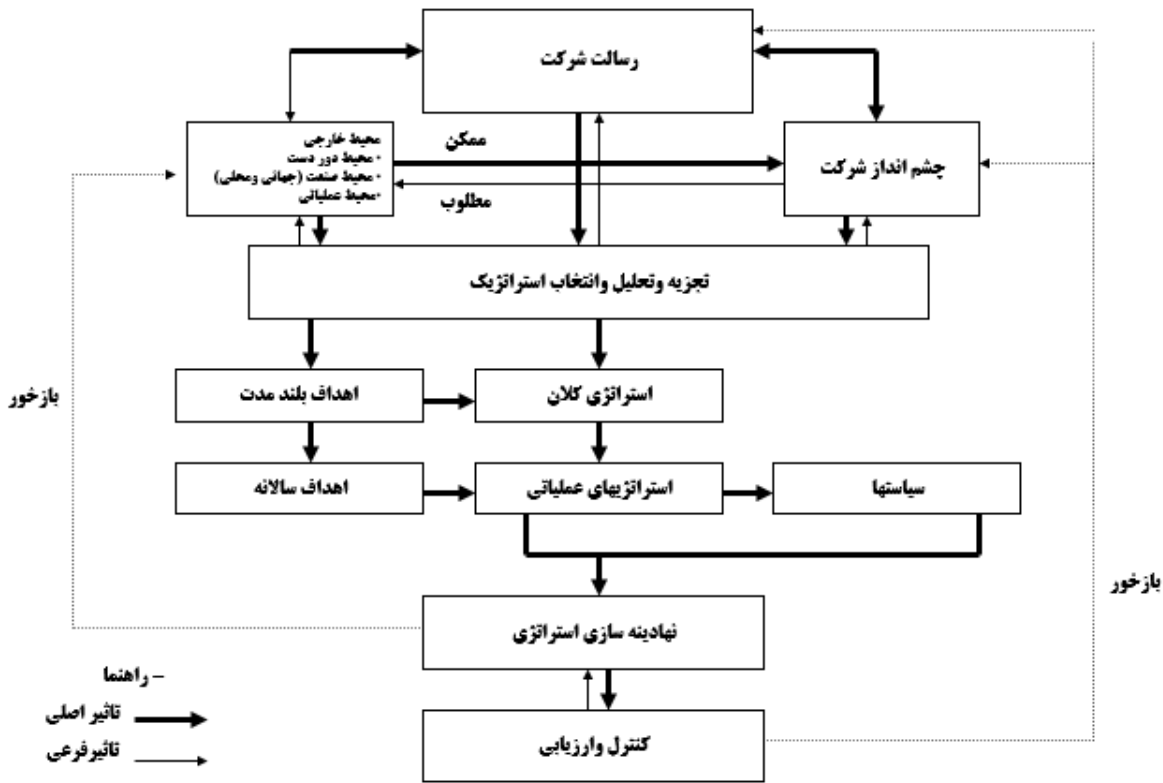 رسالت شرکت
محیط خارجی
• محیط دور دست
• محیط صنعت (جهانی ومحلی)
•محیط عملیاتی
ممکن
مطلوب
چشم انداز شرکت
تجزیه وتحلیل وانتخاب استراتژیک
اهداف بلند مدت
استراتژی کلان
اهداف سالانه
استراتژیهای عملیاتی
سیاستها
بازخور
بازخور
نهادینه سازی استراتژی
کنترل وارزیابی
– راهنما
تاثیر اصلی
تاثیرفرعی